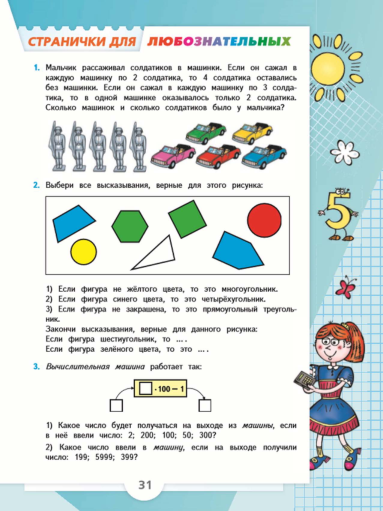 СТРАНИЧКИ ДЛЯ ЛЮБОЗНАТЕЛЬНЫХ
1. Мальчик рассаживал солдатиков в машинки. Если он сажал в
каждую машинку по 2 солдатика, то 4 солдатика оставались
без машинки. Если он сажал в каждую машинку по 3 солда-
тика, то в одной машинке оказывалось только 2 солдатика.
Сколько машинок и сколько солдатиков было у мальчика?
2. Выбери все высказывания, верные для этого рисунка:
1) Если фигура не жёлтого цвета, то это многоугольник.
2) Если фигура синего цвета, то это четырёхугольник.
3) Если фигура не закрашена, то это прямоугольный треуголь-
ник.
Закончи высказывания, верные для данного рисунка:
Если фигура шестиугольник, то ... .
Если фигура зелёного цвета, то это ... .
3. Вычислительная машина работает так:
· 100 – 1
1) Какое число будет получаться на выходе из машины, если
в неё ввели число: 2; 200; 100; 50; 300?
2) Какое число ввели в машину, если на выходе получили
число: 199; 5999; 399?
31
5